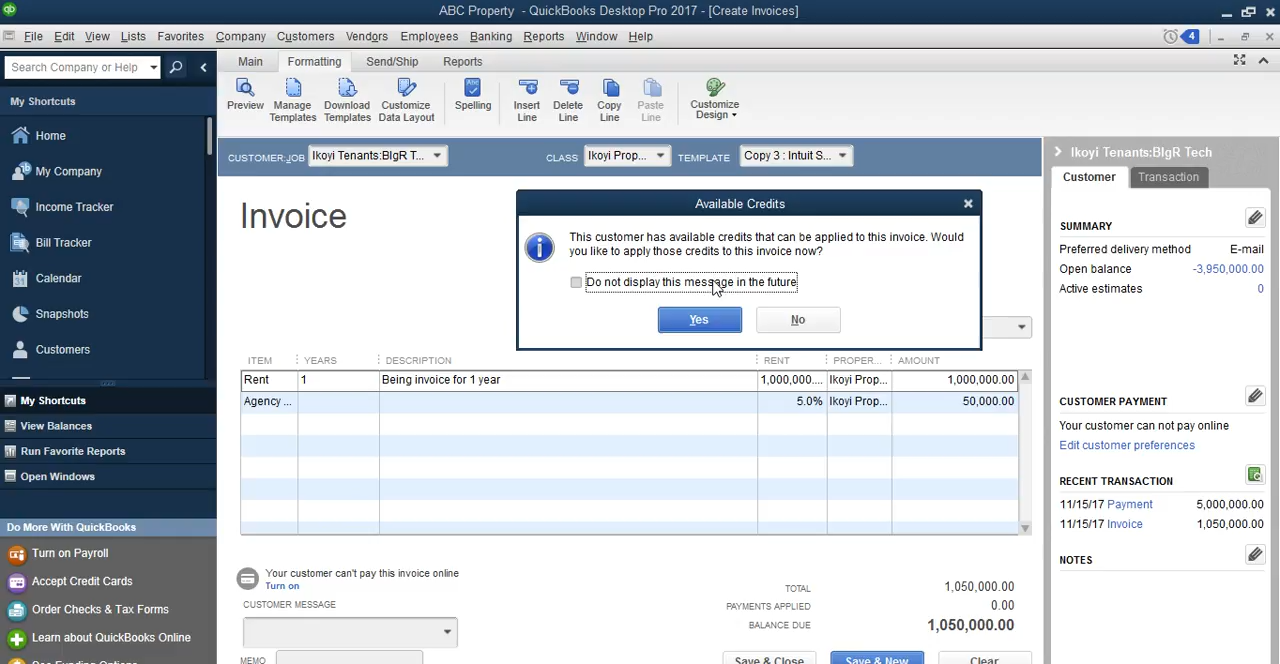 ABC Property - QuickBooks Desktop Pro 2017 - [Create Invoices]
File Edit View Lists Favorites Company Customers Vendors Employees Banking Reports Window Help
4
Search Company or Help
Main Formatting Send/Ship Reports
My Shortcuts
Home
My Company
Income Tracker
Bill Tracker
Calendar
Snapshots
Customers
My Shortcuts
View Balances
Run Favorite Reports
Open Windows
Do More With QuickBooks
Turn on Payroll
Accept Credit Cards
Order Checks & Tax Forms
Learn about QuickBooks Online
See Funding Options
Preview
Manage Templates
Download Templates
Customize Data Layout
ABC
Spelling
Insert Line
Delete Line
Copy Line
Paste Line
Customize Design
CUSTOMER:JOB Ikoyi Tenants:BIgR T... CLASS Ikoyi Prop... TEMPLATE Copy 3 : Intuit S...
Invoice
Available Credits
This customer has available credits that can be applied to this invoice. Would
you like to apply those credits to this invoice now?
Do not display this message in the future
Yes No
ITEM YEARS DESCRIPTION RENT PROPER... AMOUNT
Rent 1 Being invoice for 1 year 1,000,000.... Ikoyi Prop... 1,000,000.00
Agency ... 5.0% Ikoyi Prop... 50,000.00
Your customer can't pay this invoice online
Turn on
CUSTOMER MESSAGE
MEMO
TOTAL 1,050,000.00
PAYMENTS APPLIED 0.00
BALANCE DUE 1,050,000.00
Save & Close Save & New Clear
Ikoyi Tenants:BIgR Tech
Customer Transaction
SUMMARY
Preferred delivery method E-mail
Open balance -3,950,000.00
Active estimates 0
CUSTOMER PAYMENT
Your customer can not pay online
Edit customer preferences
RECENT TRANSACTION
11/15/17 Payment 5,000,000.00
11/15/17 Invoice 1,050,000.00
NOTES